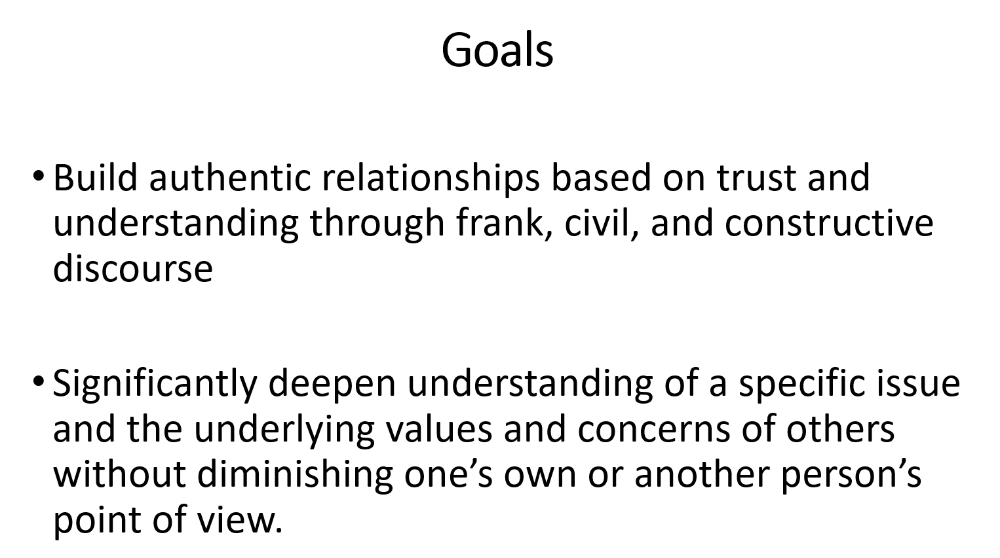 Goals
• Build authentic relationships based on trust and
understanding through frank, civil, and constructive
discourse
• Significantly deepen understanding of a specific issue
and the underlying values and concerns of others
without diminishing one’s own or another person’s
point of view.